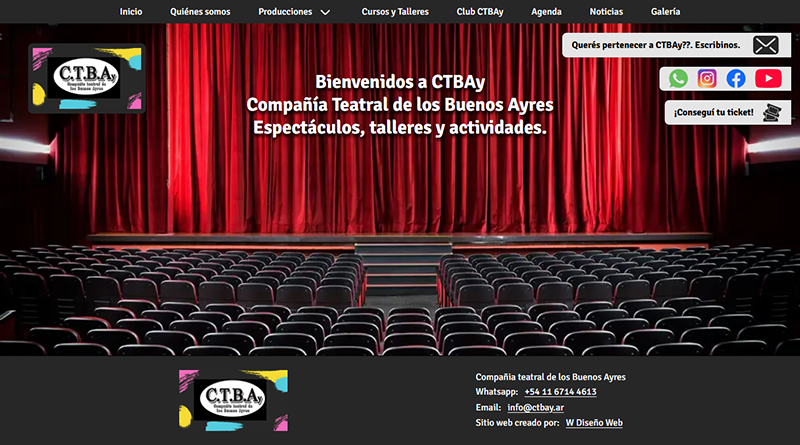 Inicio
Quiénes somos
Producciones
Cursos y Talleres
Club CTBAy
Agenda
Noticias
Galería
Querés pertenecer a CTBAy??. Escribinos.
C.T.B.Ay
Compañía teatral de
los Buenos Ayres
Bienvenidos a CTBAy
Compañía Teatral de los Buenos Ayres
Espectáculos, talleres y actividades.
¡Conseguí tu ticket!
C.T.B.Ay
Compañía teatral de
los Buenos Ayres
Compañia teatral de los Buenos Ayres
Whatsapp: +54 11 6714 4613
Email: info@ctbay.ar
Sitio web creado por: W Diseño Web